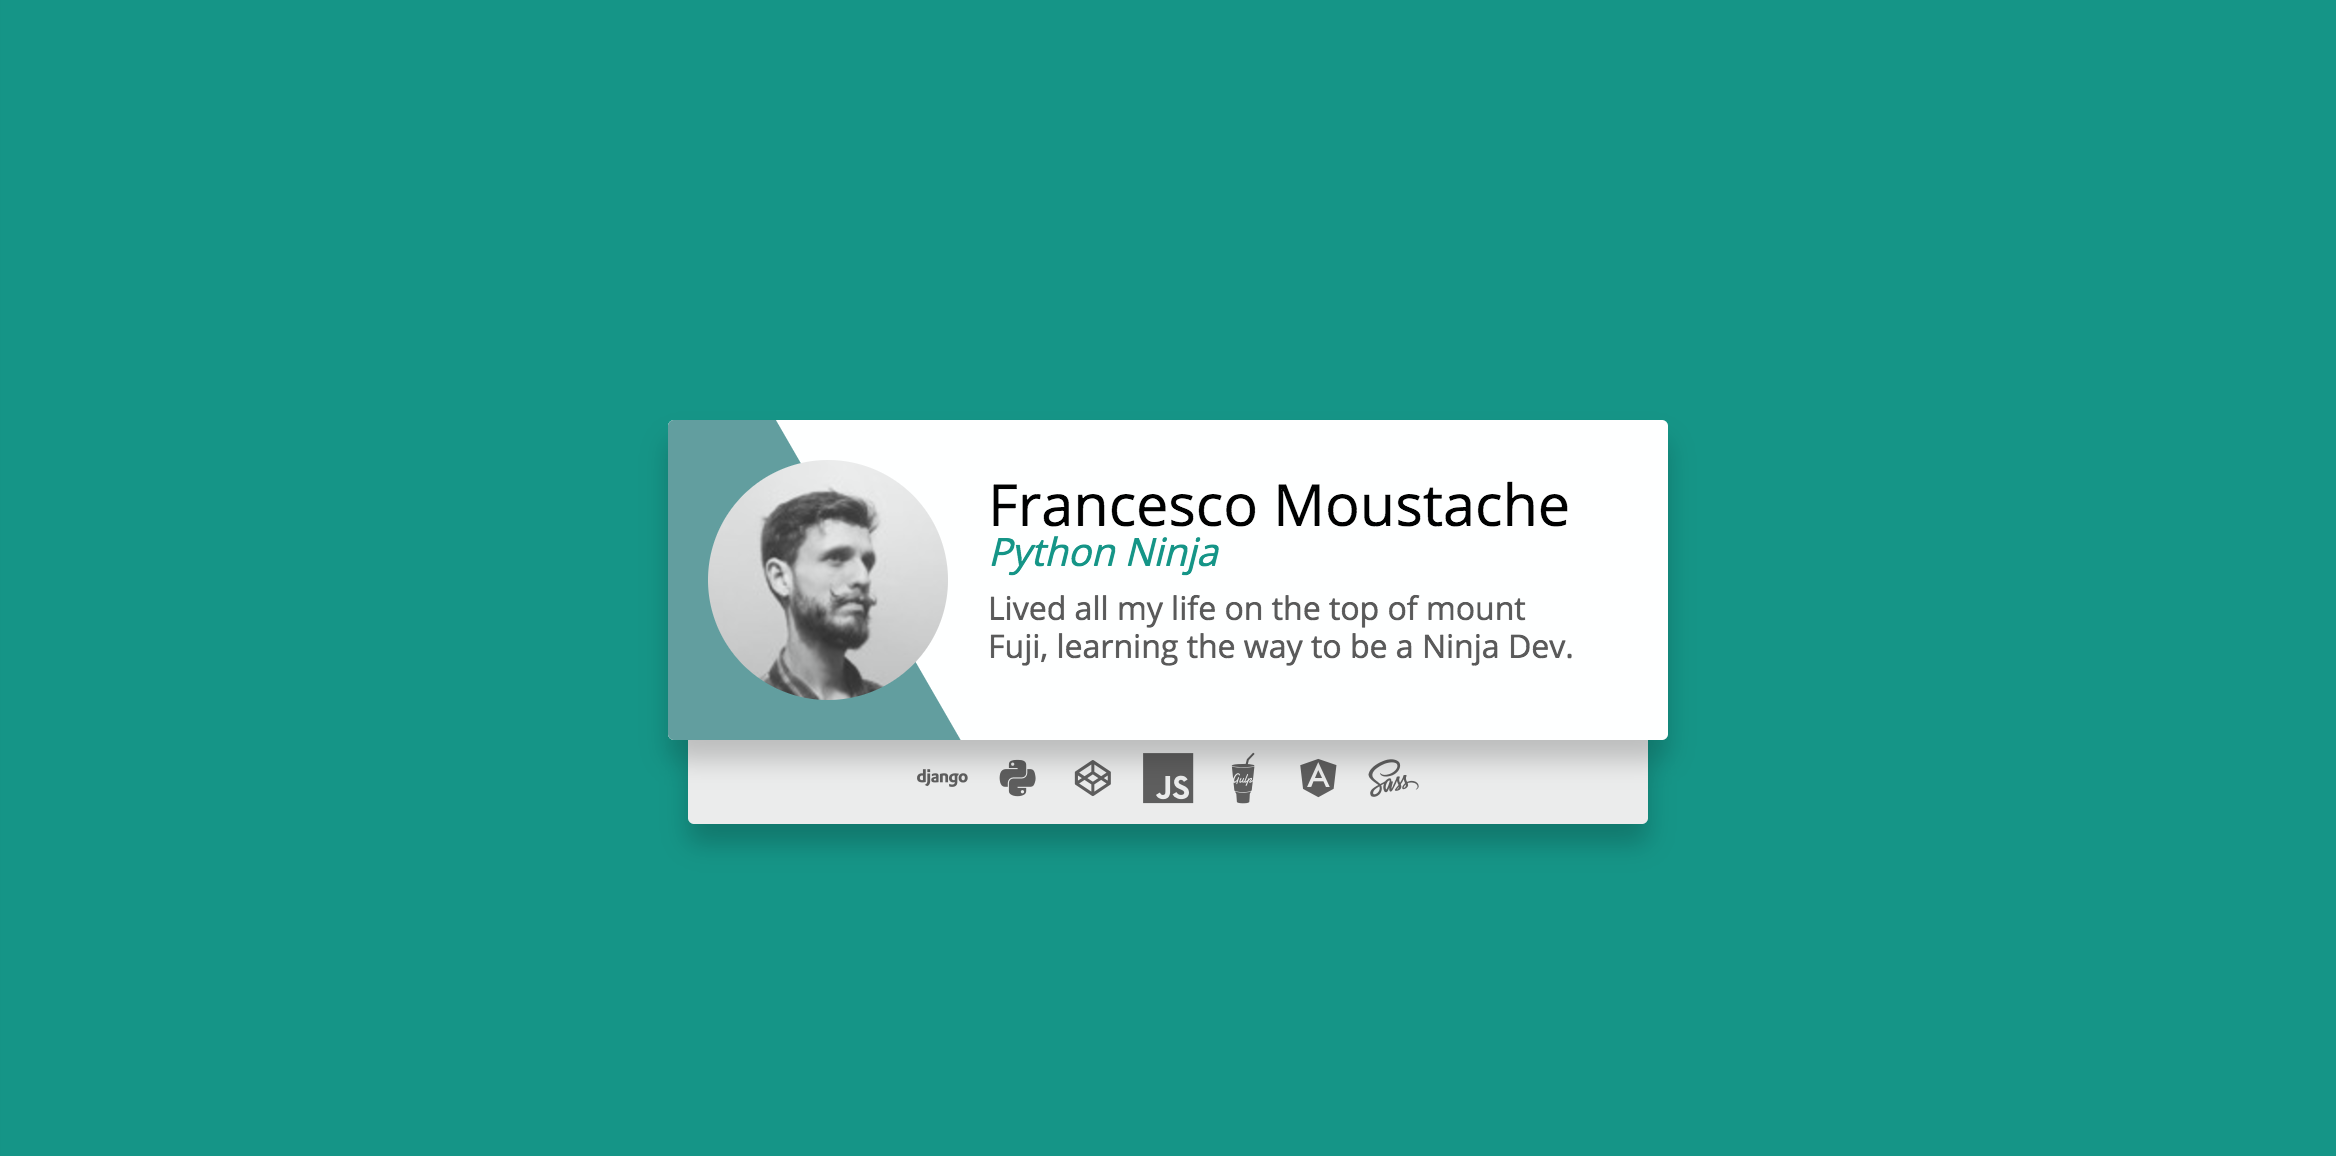 Francesco Moustache
Python Ninja
Lived all my life on the top of mount
Fuji, learning the way to be a Ninja Dev.
django JS Gulp A Sass